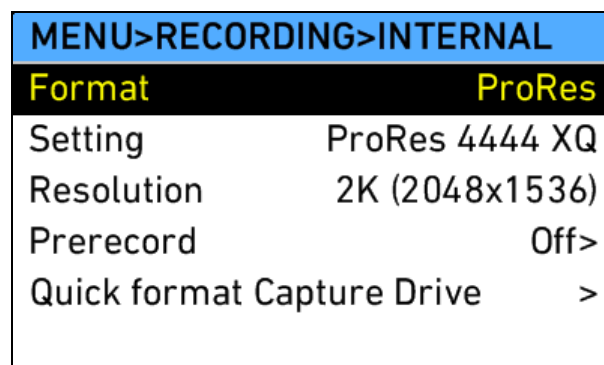 MENU>RECORDING>INTERNAL
Format ProRes
Setting ProRes 4444 XQ
Resolution 2K (2048x1536)
Prerecord Off>
Quick format Capture Drive >